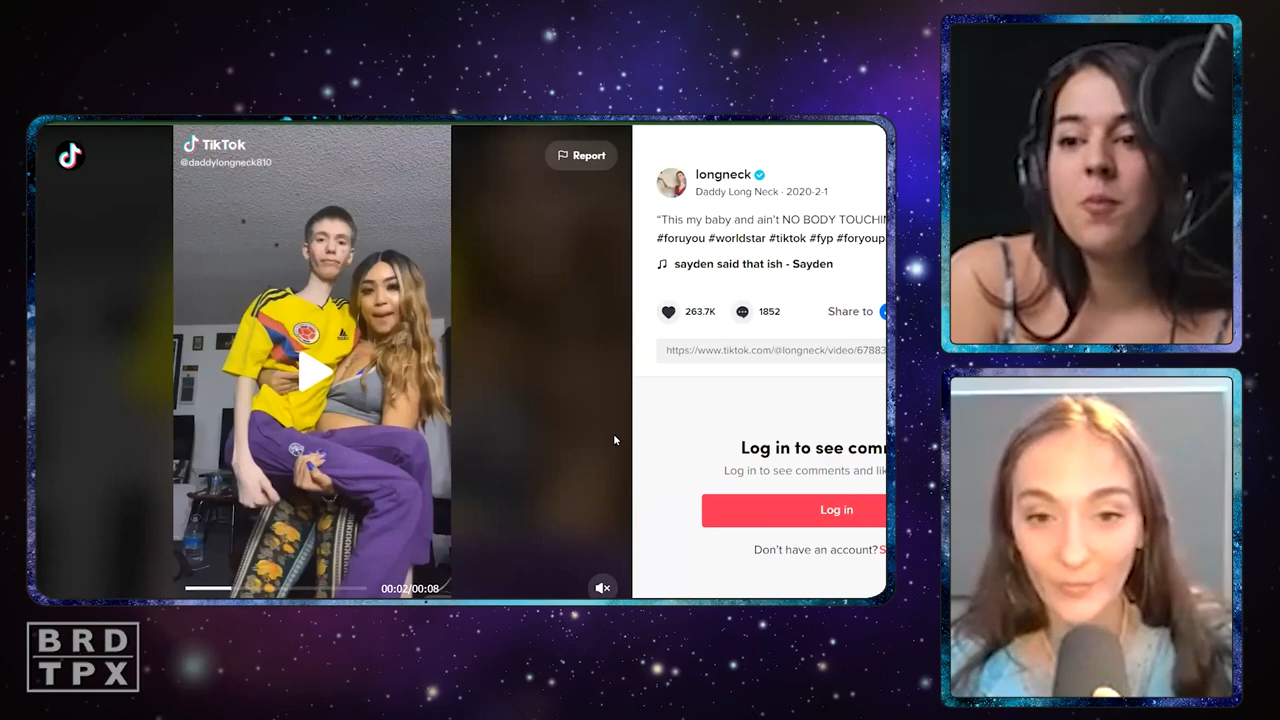 TikTok
@daddylongneck810
Report
longneck
Daddy Long Neck · 2020-2-1
"This my baby and ain't NO BODY
#foruyou #worldstar #tiktok #fyp #foryoup
sayden said that ish - Sayden
263.7K
1852
Share to
https://www.tiktok.com/@longneck/video/67883
Log in to see
Log in to see comments and
Log in
Don't have an account?
00:02/00:08
BRD
TPX